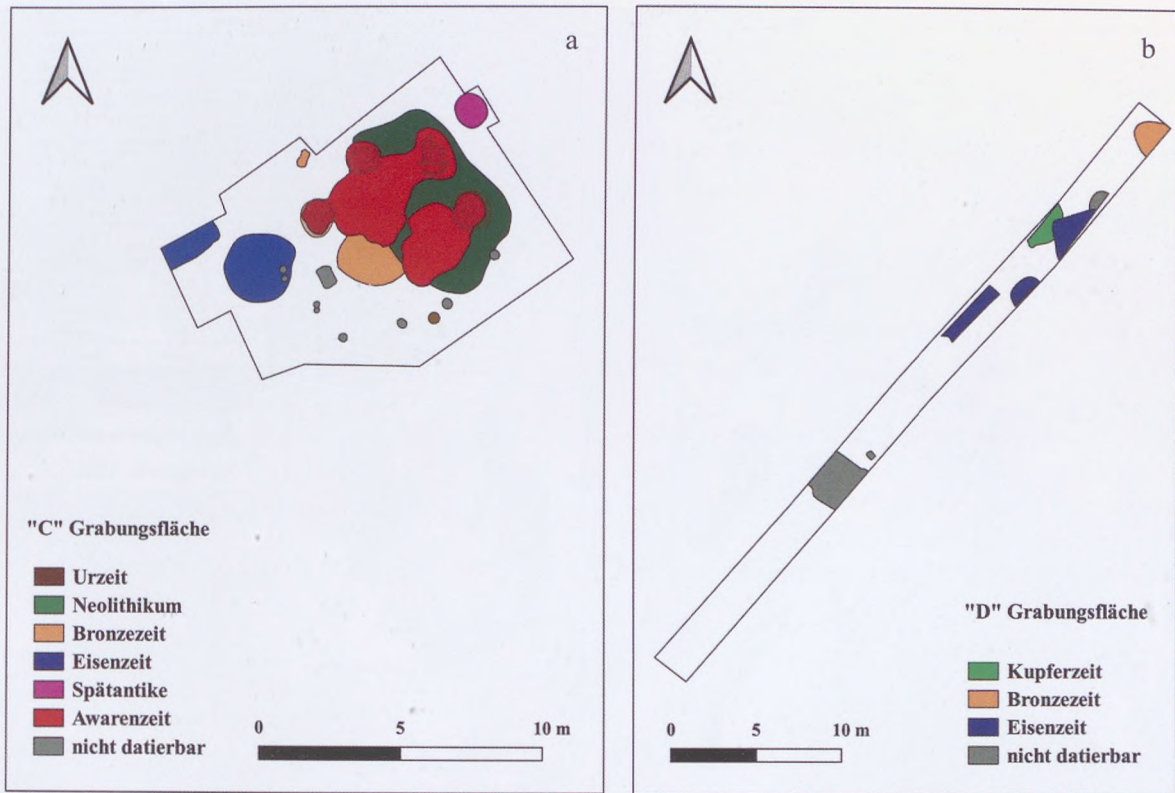 a
"C" Grabungsfläche
Urzeit
Neolithikum
Bronzezeit
Eisenzeit
Spätantike
Awarenzeit
nicht datierbar
0 5 10 m
b
"D" Grabungsfläche
Kupferzeit
Bronzezeit
Eisenzeit
nicht datierbar
0 5 10 m